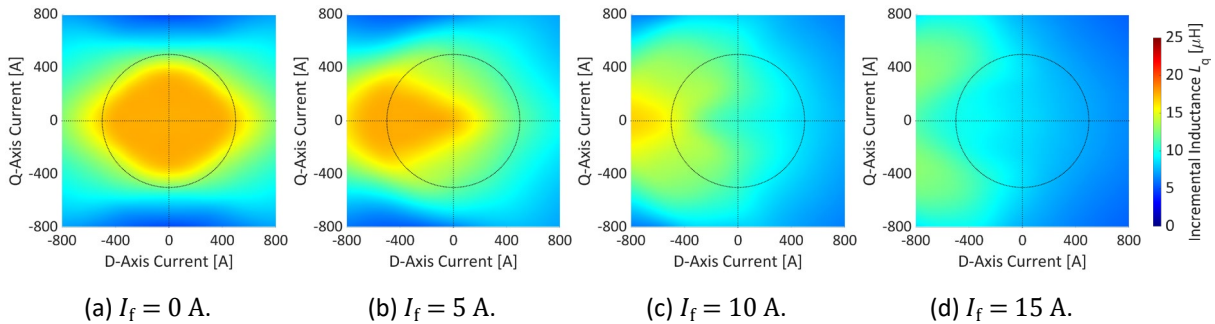 800
400
0
-400
-800
Q-Axis Current [A]
-800 -400 0 400 800
D-Axis Current [A]
800
400
0
-400
-800
Q-Axis Current [A]
-800 -400 0 400 800
D-Axis Current [A]
800
400
0
-400
-800
Q-Axis Current [A]
-800 -400 0 400 800
D-Axis Current [A]
800
400
0
-400
-800
Q-Axis Current [A]
-800 -400 0 400 800
D-Axis Current [A]
25
20
15
10
5
0
Incremental Inductance L_q [μH]
(a) I_f = 0 A.
(b) I_f = 5 A.
(c) I_f = 10 A.
(d) I_f = 15 A.